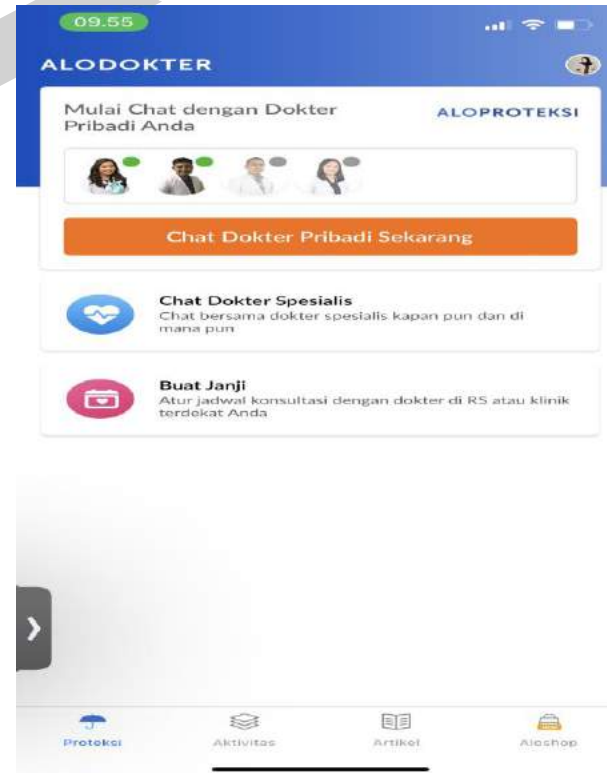 09.55
ALODOKTER
Mulai Chat dengan Dokter
Pribadi Anda
ALOPROTEKSI
Chat Dokter Pribadi Sekarang
Chat Dokter Spesialis
Chat bersama dokter spesialis kapan pun dan di
mana pun
Buat Janji
Atur jadwal konsultasi dengan dokter di RS atau klinik
terdekat Anda
Proteksi
Aktivitas
Artikel
Aloshop